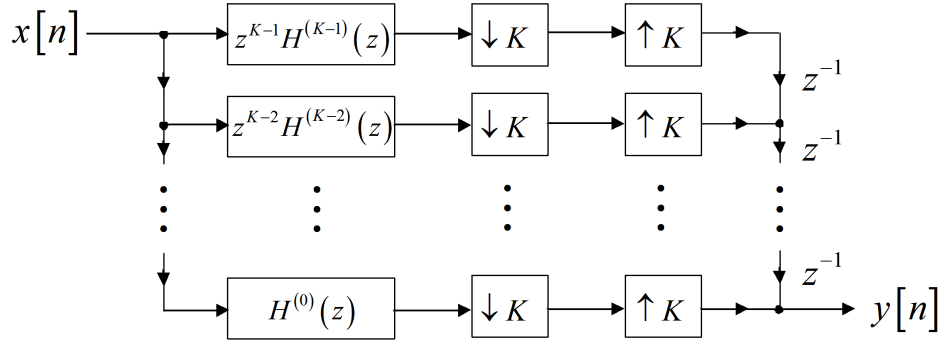 x[n] z^{K-1}H^{(K-1)}(z) ↓K ↑K
z^{-1}
z^{K-2}H^{(K-2)}(z) ↓K ↑K
z^{-1}
z^{-1}
H^{(0)}(z) ↓K ↑K y[n]